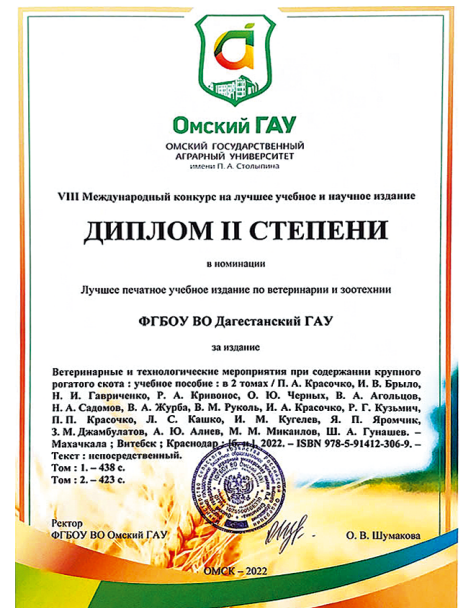 Омский ГАУ
ОМСКИЙ ГОСУДАРСТВЕННЫЙ
АГРАРНЫЙ УНИВЕРСИТЕТ
ИМЕНИ П. А. СТОЛЫПИНА
VIII Международный конкурс на лучшее учебное и научное издание
ДИПЛОМ II СТЕПЕНИ
в номинации
Лучшее печатное учебное издание по ветеринарии и зоотехнии
ФГБОУ ВО Дагестанский ГАУ
за издание
Ветеринарные и технологические мероприятия при содержании крупного
рогатого скота : учебное пособие : в 2 томах / П. А. Красочко, И. В. Брыло,
Н. И. Гавриченко, Р. А. Кривонос, О. Ю. Черных, В. А. Агольцов,
Н. А. Садомов, В. А. Журба, В. М. Руколь, И. А. Красочко, Р. Г. Кузьмич,
П. П. Красочко, Л. С. Кашко, И. М. Кугелев, Я. П. Яромчик,
З. М. Джамбулатов, А. Ю. Алиев, М. М. Микаилов, Ш. А. Гунашев. –
Махачкала ; Витебск ; Краснодар : [б. и.], 2022. – ISBN 978-5-91412-306-9. –
Текст : непосредственный.
Том : 1. – 438 с.
Том : 2. – 423 с.
Ректор
ФГБОУ ВО Омский ГАУ
О. В. Шумакова
ОМСК – 2022